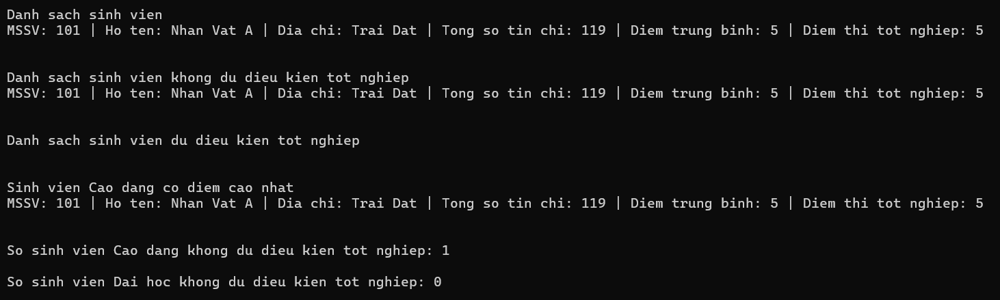 Danh sach sinh vien
MSSV: 101 | Ho ten: Nhan Vat A | Dia chi: Trai Dat | Tong so tin chi: 119 | Diem trung binh: 5 | Diem thi tot nghiep: 5
Danh sach sinh vien khong du dieu kien tot nghiep
MSSV: 101 | Ho ten: Nhan Vat A | Dia chi: Trai Dat | Tong so tin chi: 119 | Diem trung binh: 5 | Diem thi tot nghiep: 5
Danh sach sinh vien du dieu kien tot nghiep
Sinh vien Cao dang co diem cao nhat
MSSV: 101 | Ho ten: Nhan Vat A | Dia chi: Trai Dat | Tong so tin chi: 119 | Diem trung binh: 5 | Diem thi tot nghiep: 5
So sinh vien Cao dang khong du dieu kien tot nghiep: 1
So sinh vien Dai hoc khong du dieu kien tot nghiep: 0